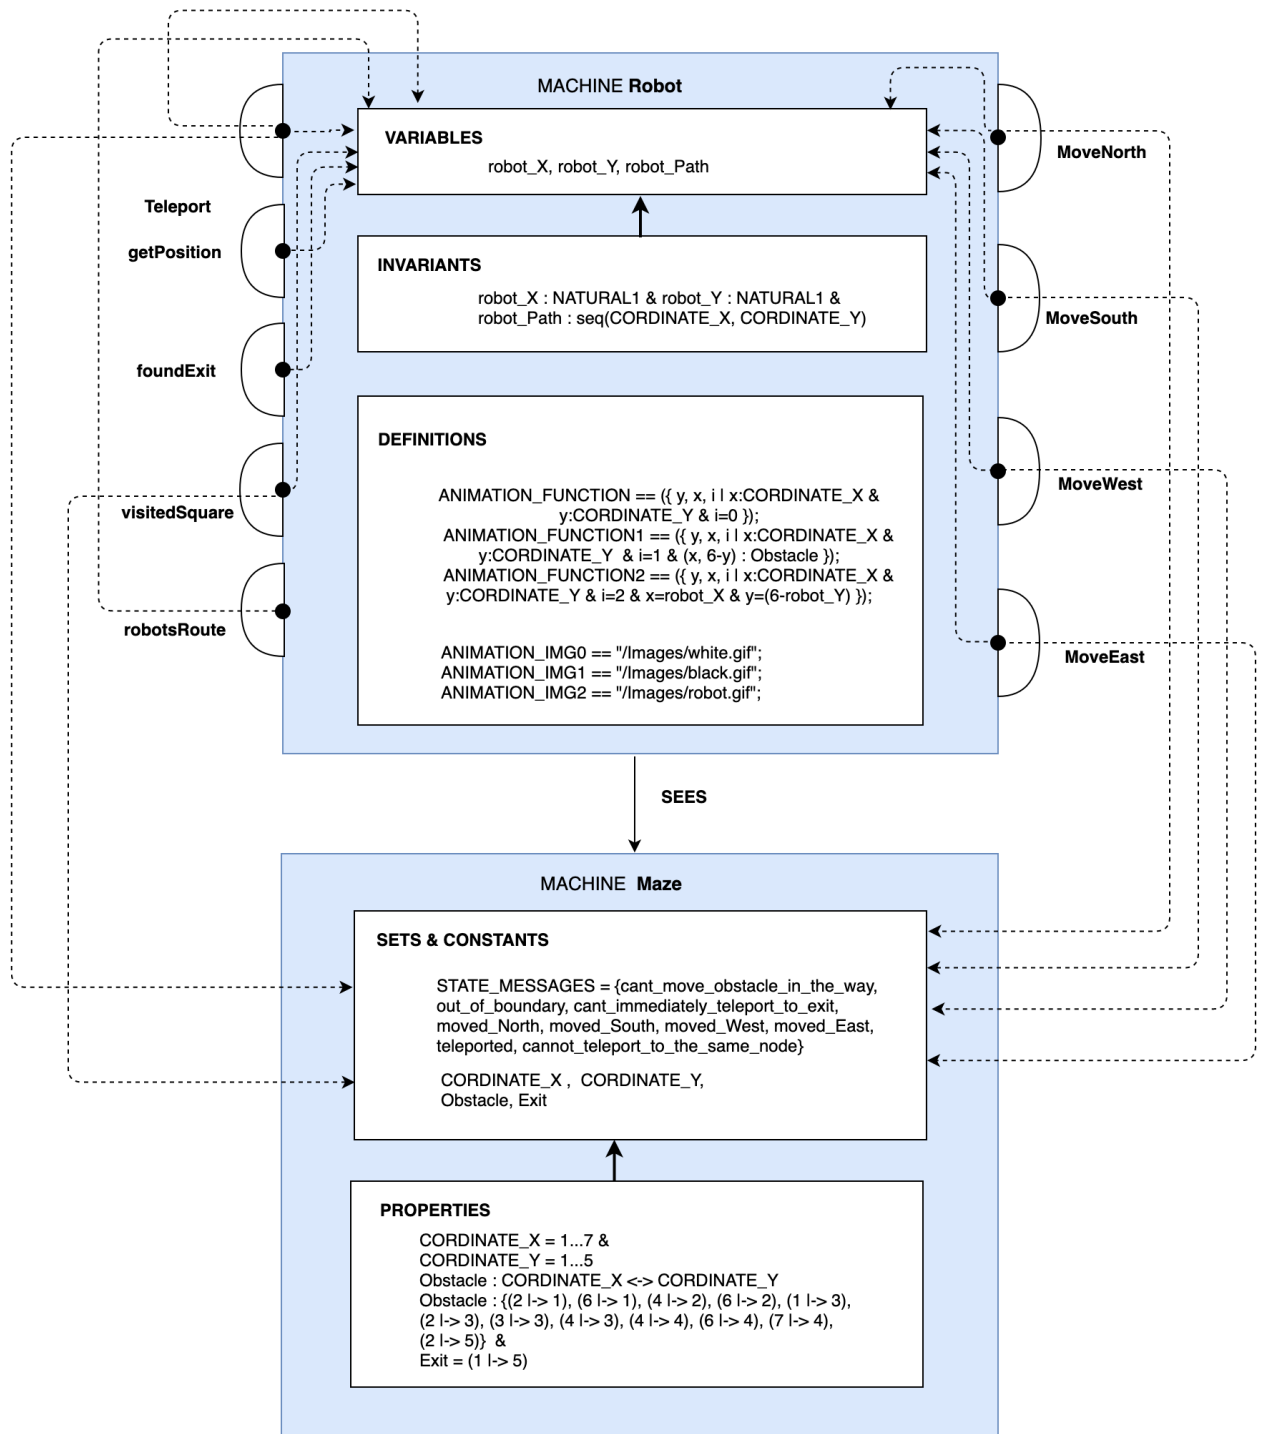 MACHINE Robot
VARIABLES
robot_X, robot_Y, robot_Path
INVARIANTS
robot_X : NATURAL1 & robot_Y : NATURAL1 &
robot_Path : seq(CORDINATE_X, CORDINATE_Y)
DEFINITIONS
ANIMATION_FUNCTION == ({ y, x, i | x:CORDINATE_X &
y:CORDINATE_Y & i=0 });
ANIMATION_FUNCTION1 == ({ y, x, i | x:CORDINATE_X &
y:CORDINATE_Y & i=1 & (x, 6-y) : Obstacle });
ANIMATION_FUNCTION2 == ({ y, x, i | x:CORDINATE_X &
y:CORDINATE_Y & i=2 & x=robot_X & y=(6-robot_Y) });
ANIMATION_IMG0 == "/Images/white.gif";
ANIMATION_IMG1 == "/Images/black.gif";
ANIMATION_IMG2 == "/Images/robot.gif";
Teleport
getPosition
foundExit
visitedSquare
robotsRoute
MoveNorth
MoveSouth
MoveWest
MoveEast
SEES
MACHINE Maze
SETS & CONSTANTS
STATE_MESSAGES = {cant_move_obstacle_in_the_way,
out_of_boundary, cant_immediately_teleport_to_exit,
moved_North, moved_South, moved_West, moved_East,
teleported, cannot_teleport_to_the_same_node}
CORDINATE_X , CORDINATE_Y,
Obstacle, Exit
PROPERTIES
CORDINATE_X = 1...7 &
CORDINATE_Y = 1...5
Obstacle : CORDINATE_X <-> CORDINATE_Y
Obstacle : {(2 |-> 1), (6 |-> 1), (4 |-> 2), (6 |-> 2), (1 |-> 3),
(2 |-> 3), (3 |-> 3), (4 |-> 3), (4 |-> 4), (6 |-> 4), (7 |-> 4),
(2 |-> 5)} &
Exit = (1 |-> 5)